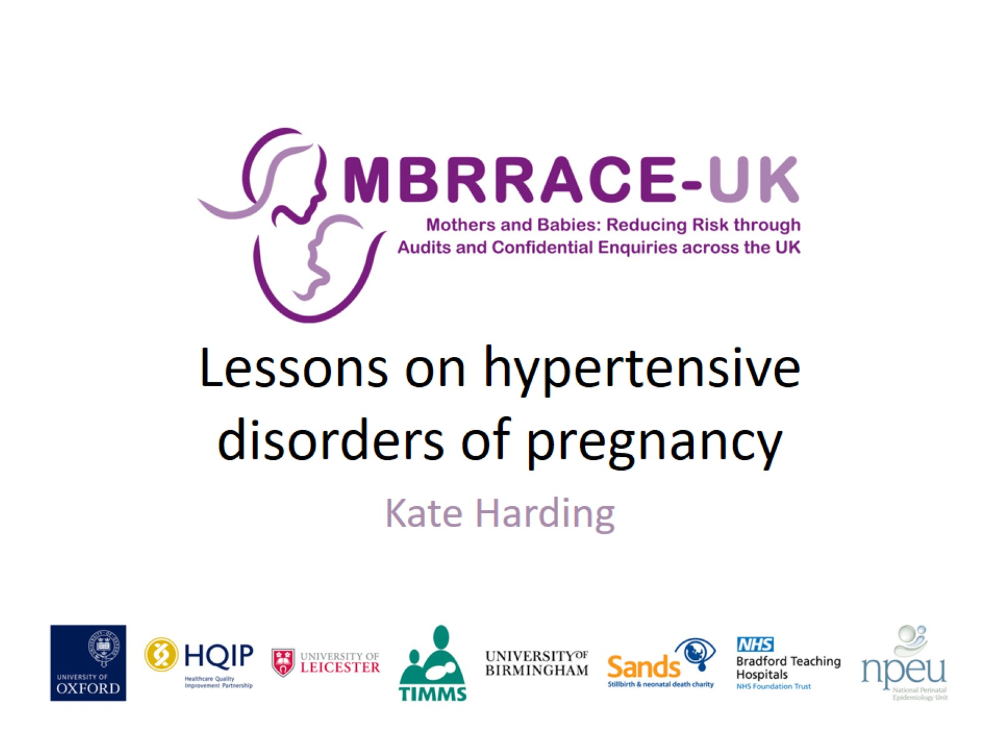 MBRRACE-UK
Mothers and Babies: Reducing Risk through
Audits and Confidential Enquiries across the UK
Lessons on hypertensive
disorders of pregnancy
Kate Harding
UNIVERSITY OF
OXFORD
HQIP
Healthcare Quality
Improvement Partnership
UNIVERSITY OF
LEICESTER
TIMMS
UNIVERSITY OF
BIRMINGHAM
Sands
Stillbirth & neonatal death charity
NHS
Bradford Teaching
Hospitals
NHS Foundation Trust
npeu
National Perinatal
Epidemiology Unit